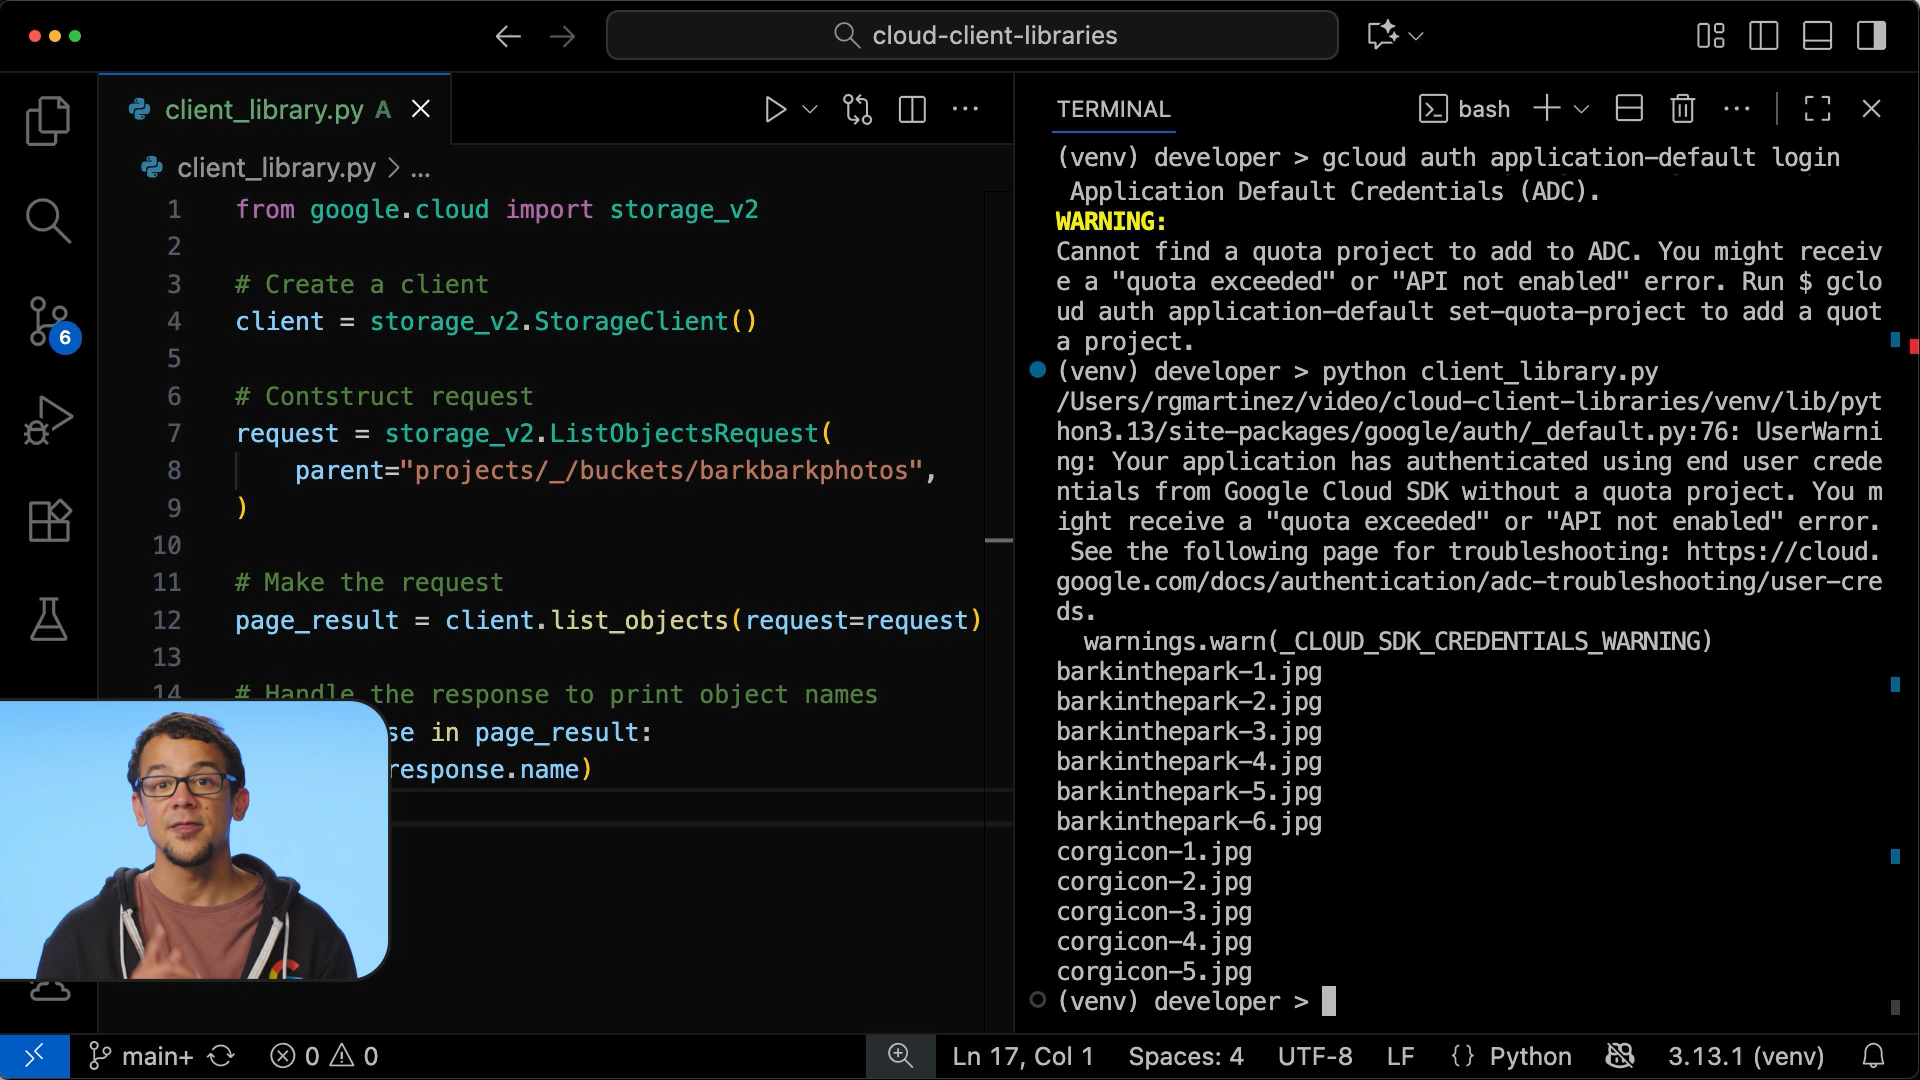 cloud-client-libraries
client_library.py A
client_library.py > ...
1 from google.cloud import storage_v2
2
3 # Create a client
4 client = storage_v2.StorageClient()
5
6 # Contstruct request
7 request = storage_v2.ListObjectsRequest(
8 parent="projects/_/buckets/barkbarkphotos",
9 )
10
11 # Make the request
12 page_result = client.list_objects(request=request)
13
14 # Handle the response to print object names
in page_result:
response.name)
TERMINAL
bash
(venv) developer > gcloud auth application-default login
Application Default Credentials (ADC).
WARNING:
Cannot find a quota project to add to ADC. You might receiv
e a "quota exceeded" or "API not enabled" error. Run $ gclo
ud auth application-default set-quota-project to add a quot
a project.
(venv) developer > python client_library.py
/Users/rgmartinez/video/cloud-client-libraries/venv/lib/pyt
hon3.13/site-packages/google/auth/_default.py:76: UserWarni
ng: Your application has authenticated using end user crede
ntials from Google Cloud SDK without a quota project. You m
ight receive a "quota exceeded" or "API not enabled" error.
See the following page for troubleshooting: https://cloud.
google.com/docs/authentication/adc-troubleshooting/user-cre
ds.
warnings.warn(_CLOUD_SDK_CREDENTIALS_WARNING)
barkinthepark-1.jpg
barkinthepark-2.jpg
barkinthepark-3.jpg
barkinthepark-4.jpg
barkinthepark-5.jpg
barkinthepark-6.jpg
corgicon-1.jpg
corgicon-2.jpg
corgicon-3.jpg
corgicon-4.jpg
corgicon-5.jpg
(venv) developer >
6
main+ 0 0
Ln 17, Col 1 Spaces: 4 UTF-8 LF {} Python 3.13.1 (venv)